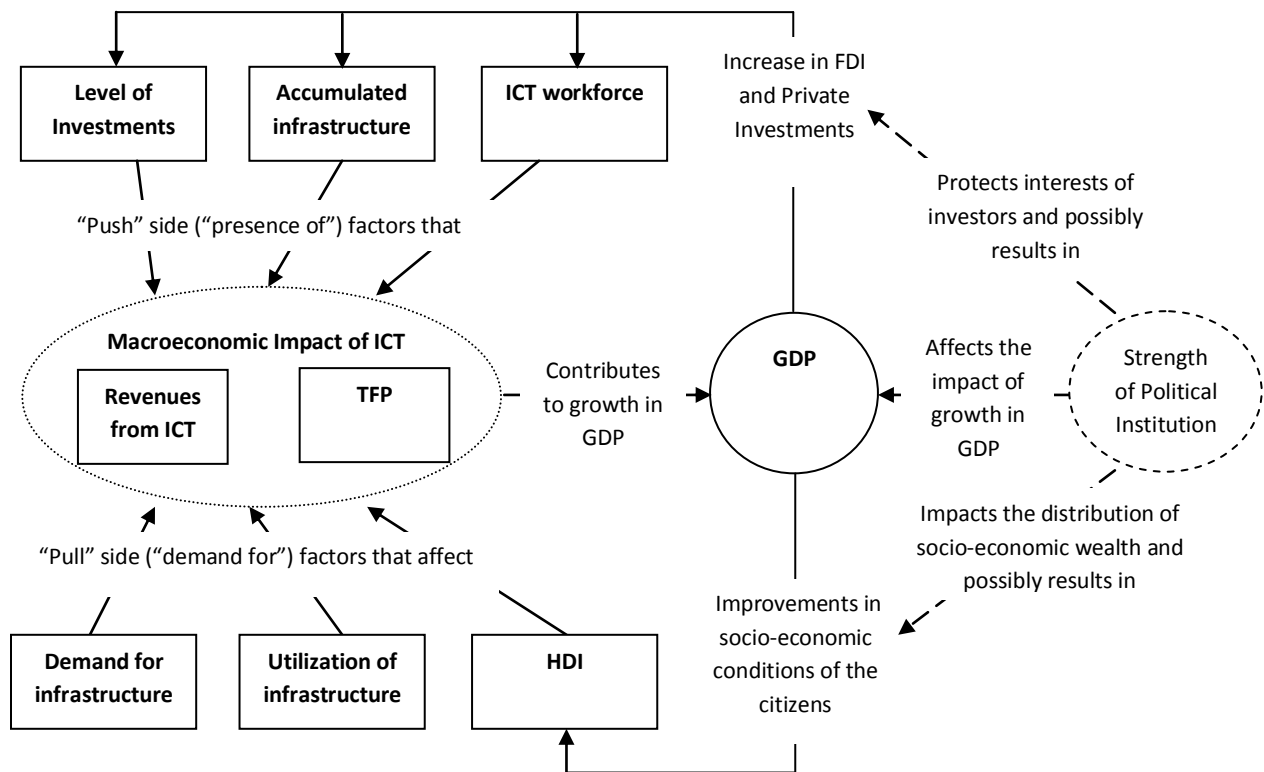 Level of
Investments
Accumulated
infrastructure
ICT workforce
Increase in FDI
and Private
Investments
Protects interests of
investors and possibly
results in
“Push” side (“presence of”) factors that
Macroeconomic Impact of ICT
Revenues
from ICT
TFP
Contributes
to growth in
GDP
GDP
Affects the
impact of
growth in
GDP
Strength
of Political
Institution
“Pull” side (“demand for”) factors that affect
Impacts the distribution of
socio-economic wealth and
possibly results in
Demand for
infrastructure
Utilization of
infrastructure
HDI
Improvements in
socio-economic
conditions of the
citizens